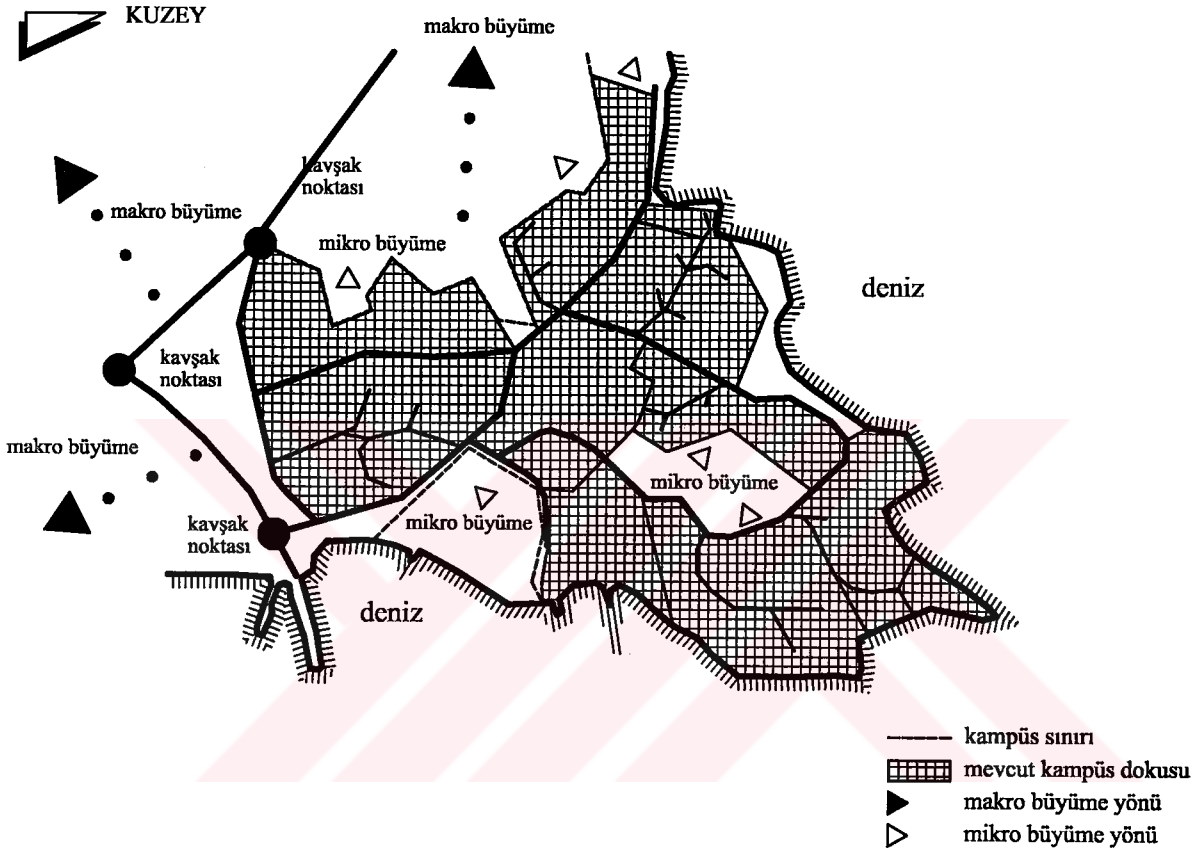 KUZEY
makro büyüme
kavşak
noktası
makro büyüme
mikro büyüme
deniz
kavşak
noktası
makro büyüme
mikro büyüme
mikro büyüme
kavşak
noktası
deniz
kampüs sınırı
mevcut kampüs dokusu
makro büyüme yönü
mikro büyüme yönü